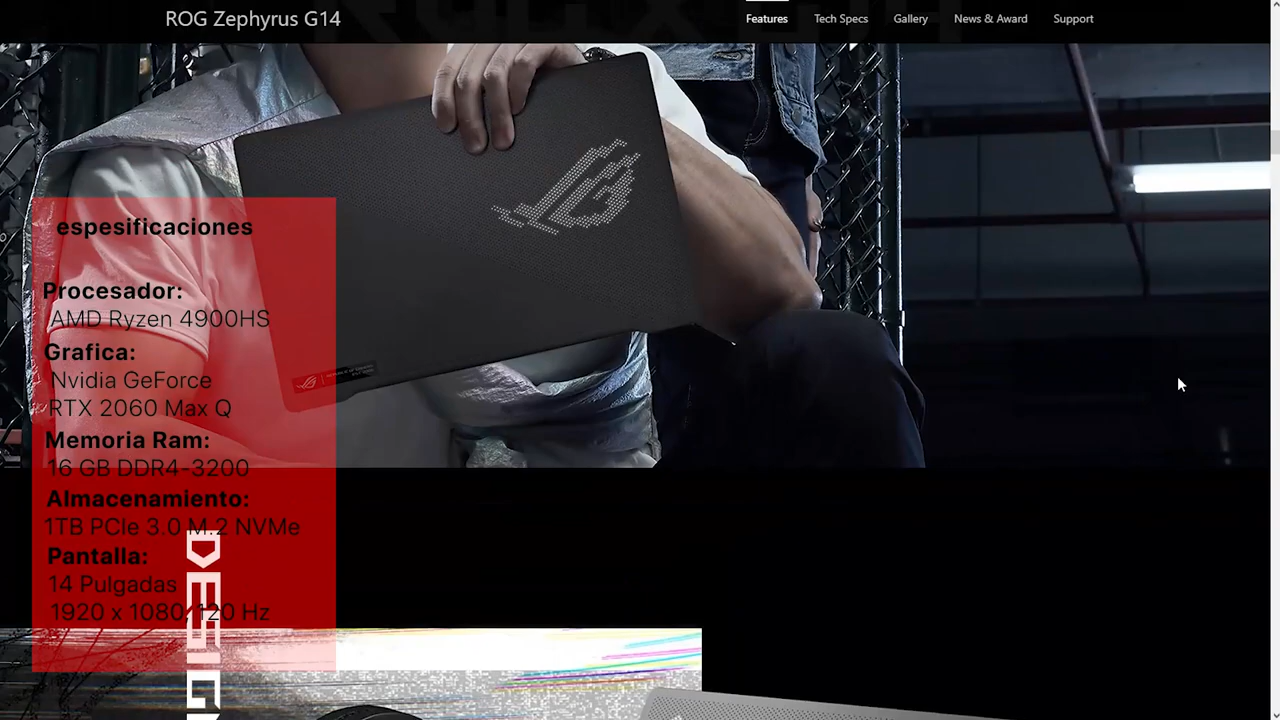 ROG Zephyrus G14
Features
Tech Specs
Gallery
News & Award
Support
espesificaciones
Procesador:
AMD Ryzen 4900HS
Grafica:
Nvidia GeForce
RTX 2060 Max Q
Memoria Ram:
16 GB DDR4-3200
Almacenamiento:
1TB PCIe 3.0 M.2 NVMe
Pantalla:
14 Pulgadas
1920 x 1080, 120 Hz